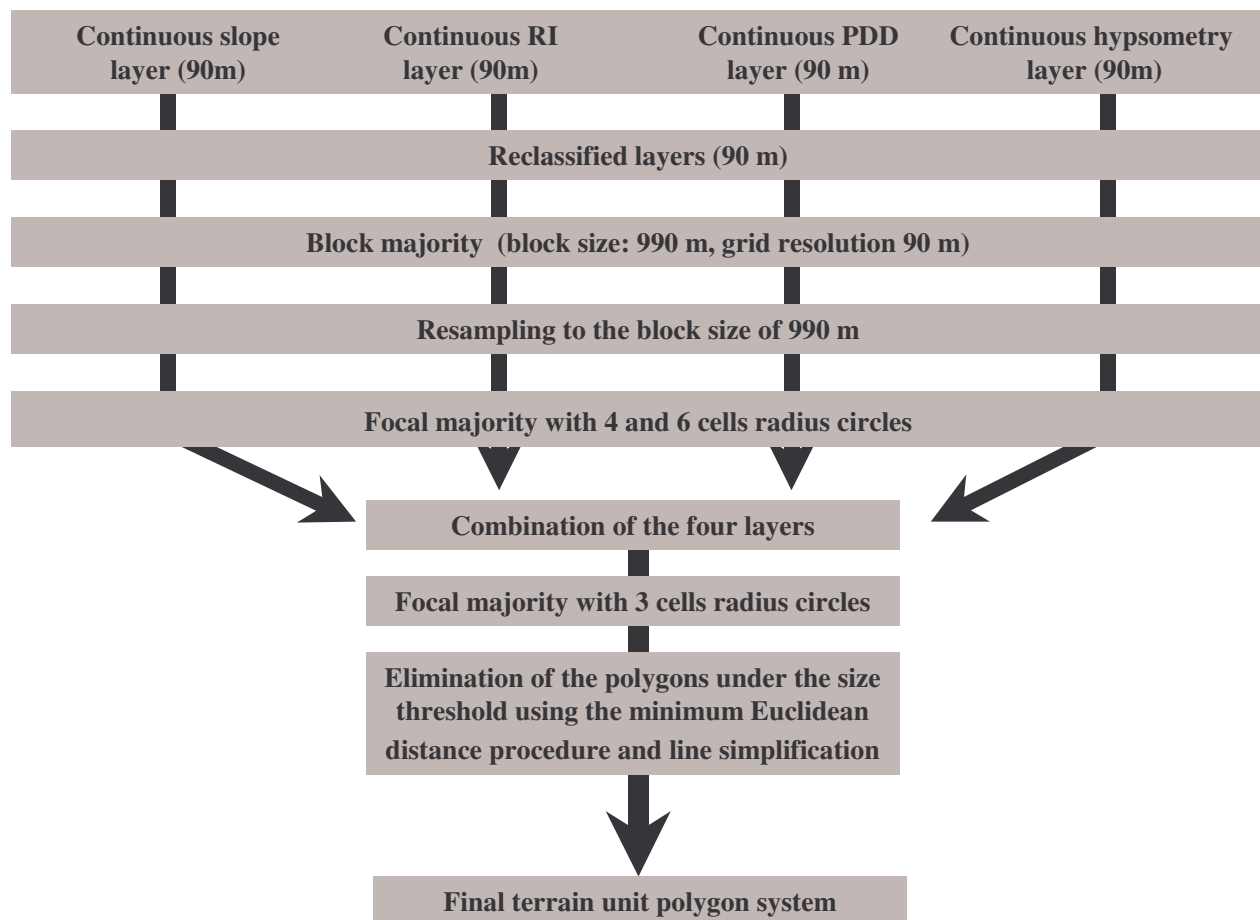 Continuous slope
layer (90m)
Continuous RI
layer (90m)
Continuous PDD
layer (90 m)
Continuous hypsometry
layer (90m)
Reclassified layers (90 m)
Block majority (block size: 990 m, grid resolution 90 m)
Resampling to the block size of 990 m
Focal majority with 4 and 6 cells radius circles
Combination of the four layers
Focal majority with 3 cells radius circles
Elimination of the polygons under the size
threshold using the minimum Euclidean
distance procedure and line simplification
Final terrain unit polygon system